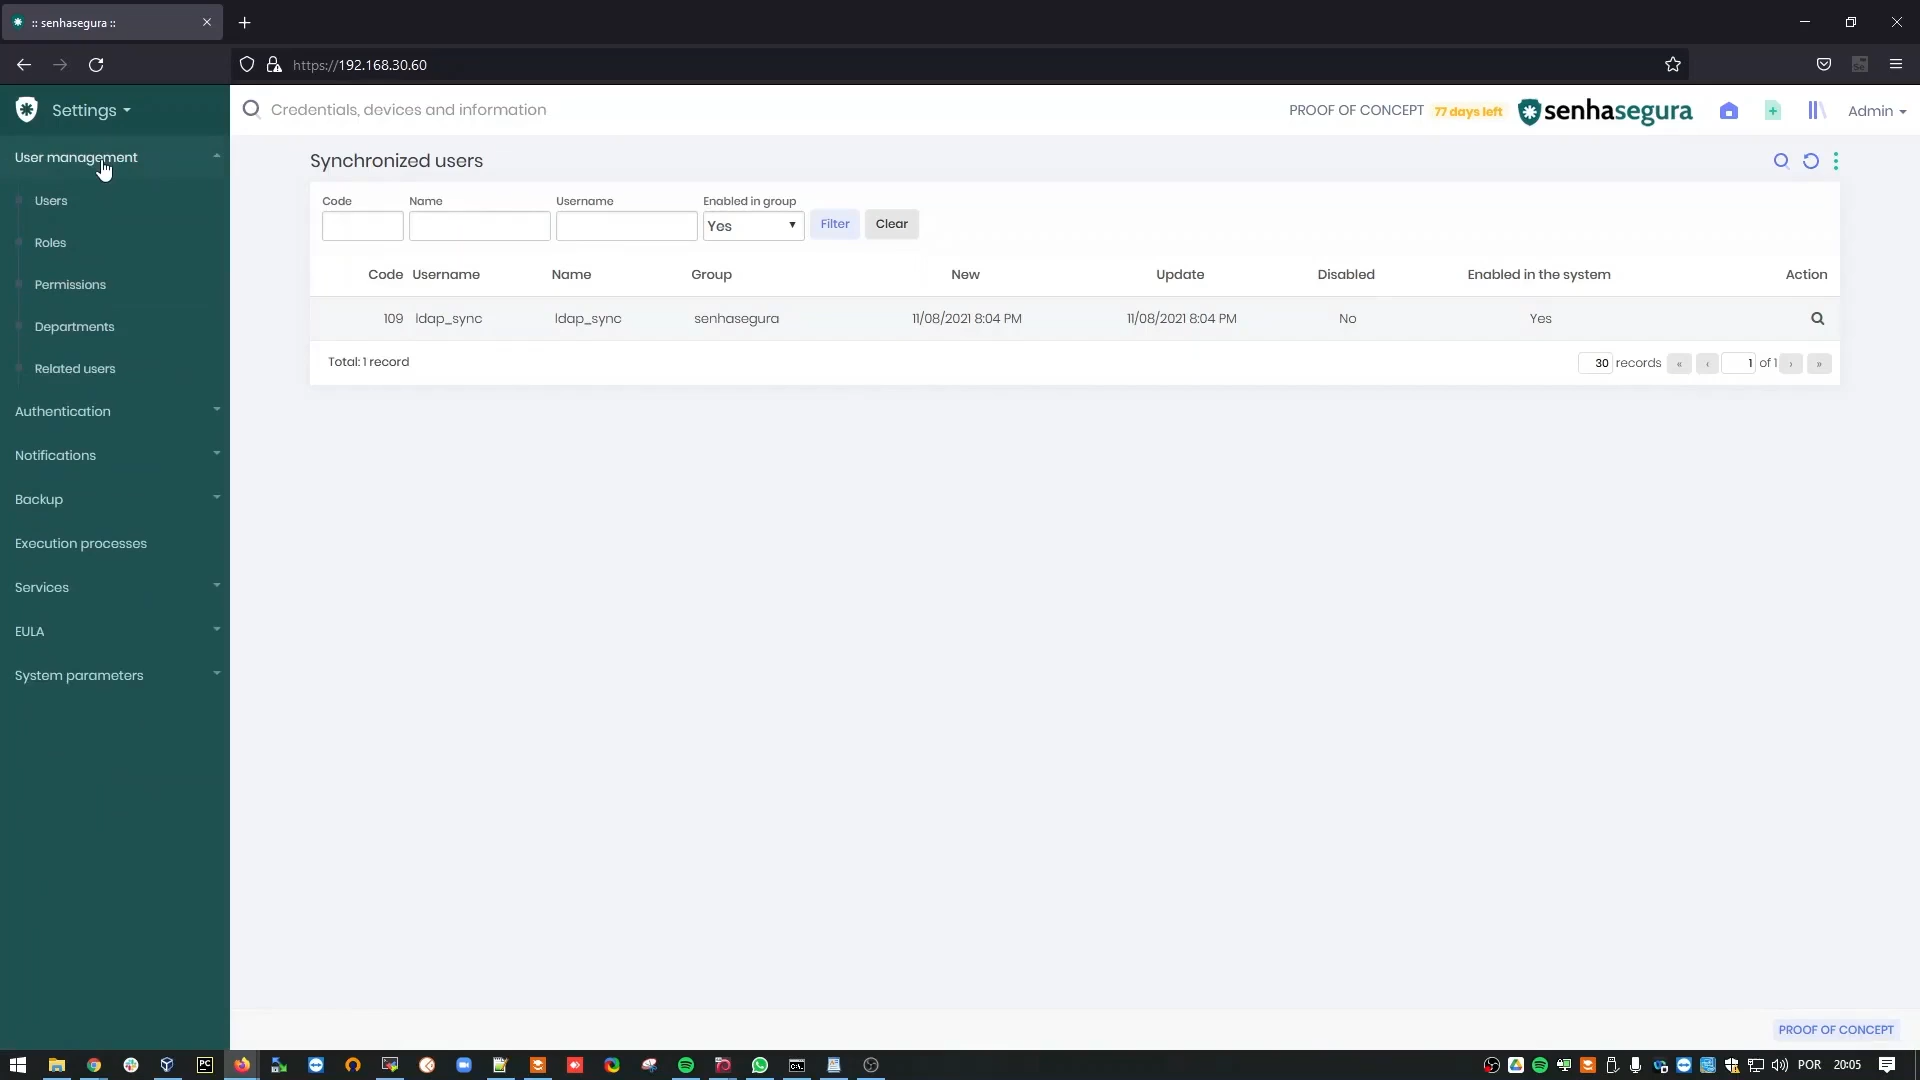 :: senhasegura ::
https://192.168.30.60
Settings
Credentials, devices and information
PROOF OF CONCEPT 77 days left
senhasegura
Admin
User management
Users
Roles
Permissions
Departments
Related users
Authentication
Notifications
Backup
Execution processes
Services
EULA
System parameters
Synchronized users
Code Name Username Enabled in group
Yes Filter Clear
Code Username Name Group New Update Disabled Enabled in the system Action
109 ldap_sync ldap_sync senhasegura 11/08/2021 8:04 PM 11/08/2021 8:04 PM No Yes
Total: 1 record
30 records « ‹ 1 of 1 › »
PROOF OF CONCEPT
PC
POR 20:05